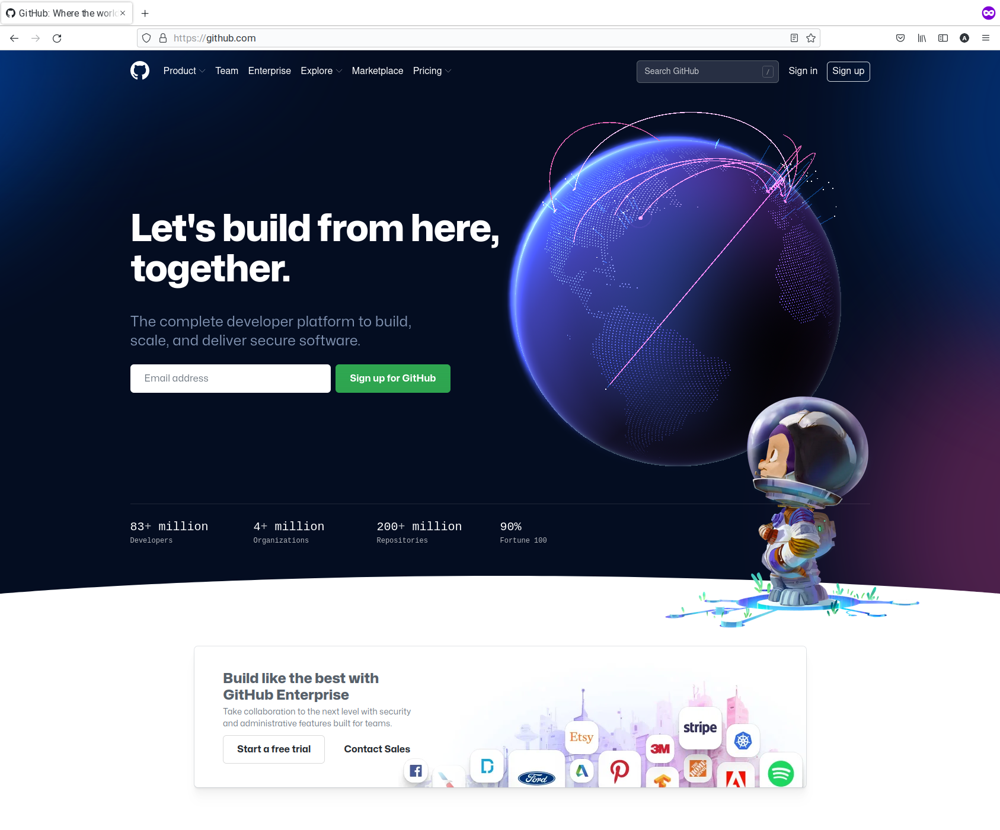 GitHub: Where the worl
https://github.com
Product
Team
Enterprise
Explore
Marketplace
Pricing
Search GitHub
/
Sign in
Sign up
Let's build from here,
together.
The complete developer platform to build,
scale, and deliver secure software.
Email address
Sign up for GitHub
83+ million
Developers
4+ million
Organizations
200+ million
Repositories
90%
Fortune 100
Build like the best with
GitHub Enterprise
Take collaboration to the next level with security
and administrative features built for teams.
Start a free trial
Contact Sales
Etsy
stripe
3M
THE HOME DEPOT
Ford
A